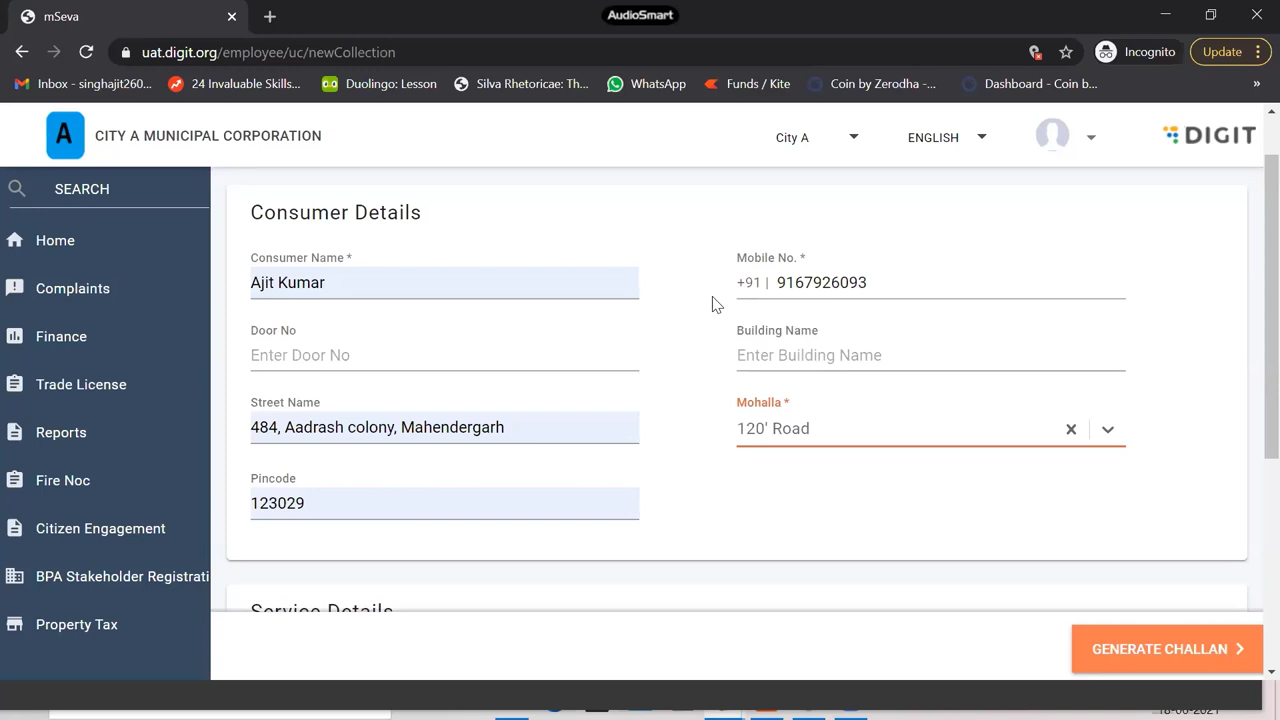 mSeva
AudioSmart
uat.digit.org/employee/uc/newCollection
Incognito
Update
Inbox - singhajit260...
24 Invaluable Skills...
Duolingo: Lesson
Silva Rhetoricae: Th...
WhatsApp
Funds / Kite
Coin by Zerodha -...
Dashboard - Coin b...
»
A
CITY A MUNICIPAL CORPORATION
City A
ENGLISH
DIGIT
SEARCH
Home
Complaints
Finance
Trade License
Reports
Fire Noc
Citizen Engagement
BPA Stakeholder Registrati
Property Tax
Consumer Details
Consumer Name *
Ajit Kumar
Mobile No. *
+91 | 9167926093
Door No
Enter Door No
Building Name
Enter Building Name
Street Name
484, Aadrash colony, Mahendergarh
Mohalla *
120' Road
Pincode
123029
Service Details
GENERATE CHALLAN